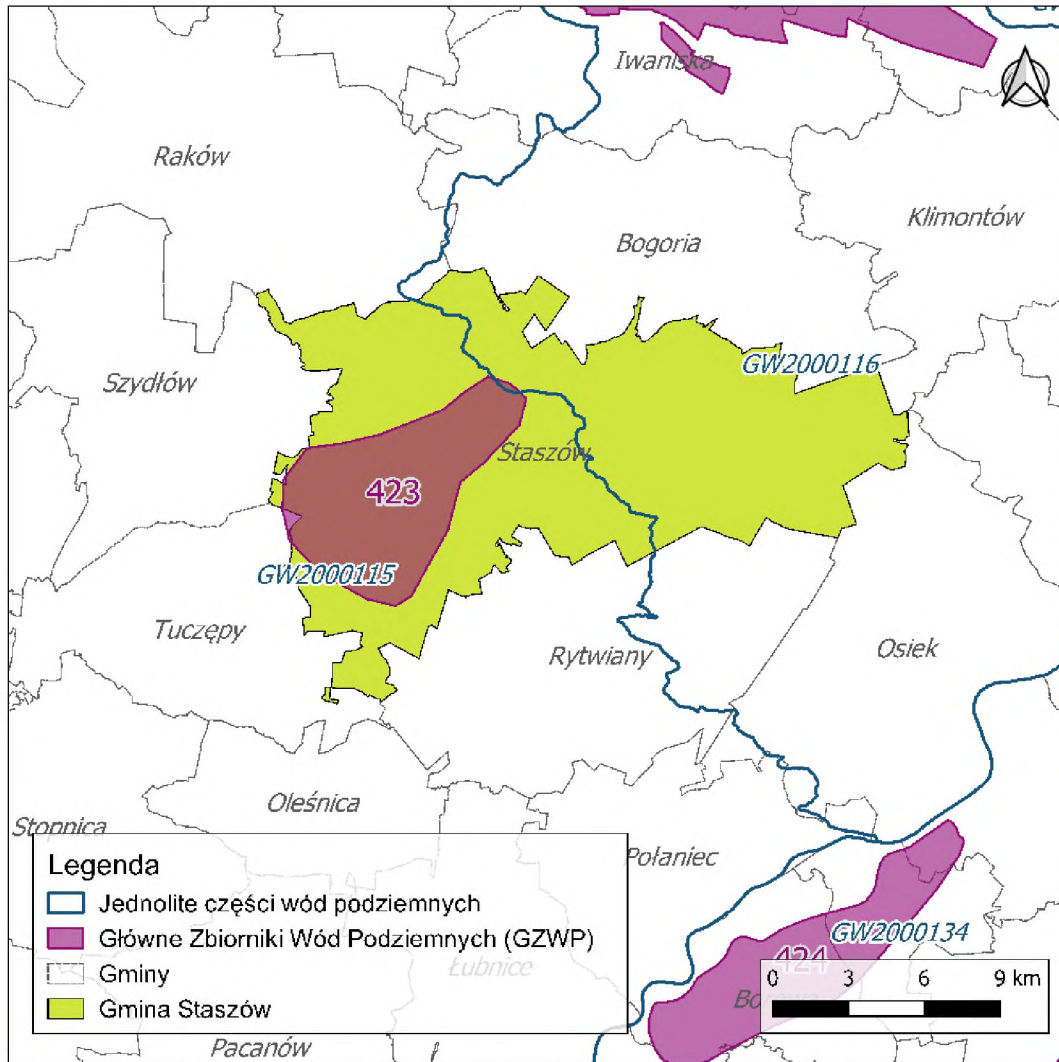 Iwaniska
Raków
Klimontów
Bogoria
GW2000116
Szydłów
Staszów
423
GW2000115
Tuczępy
Rytwiany
Osiek
Oleśnica
Stopnica
Połaniec
Legenda
Jednolite części wód podziemnych
Główne Zbiorniki Wód Podziemnych (GZWP)
Gminy
Gmina Staszów
Łubnice
GW2000134
424
0 3 6 9 km
Pacanów